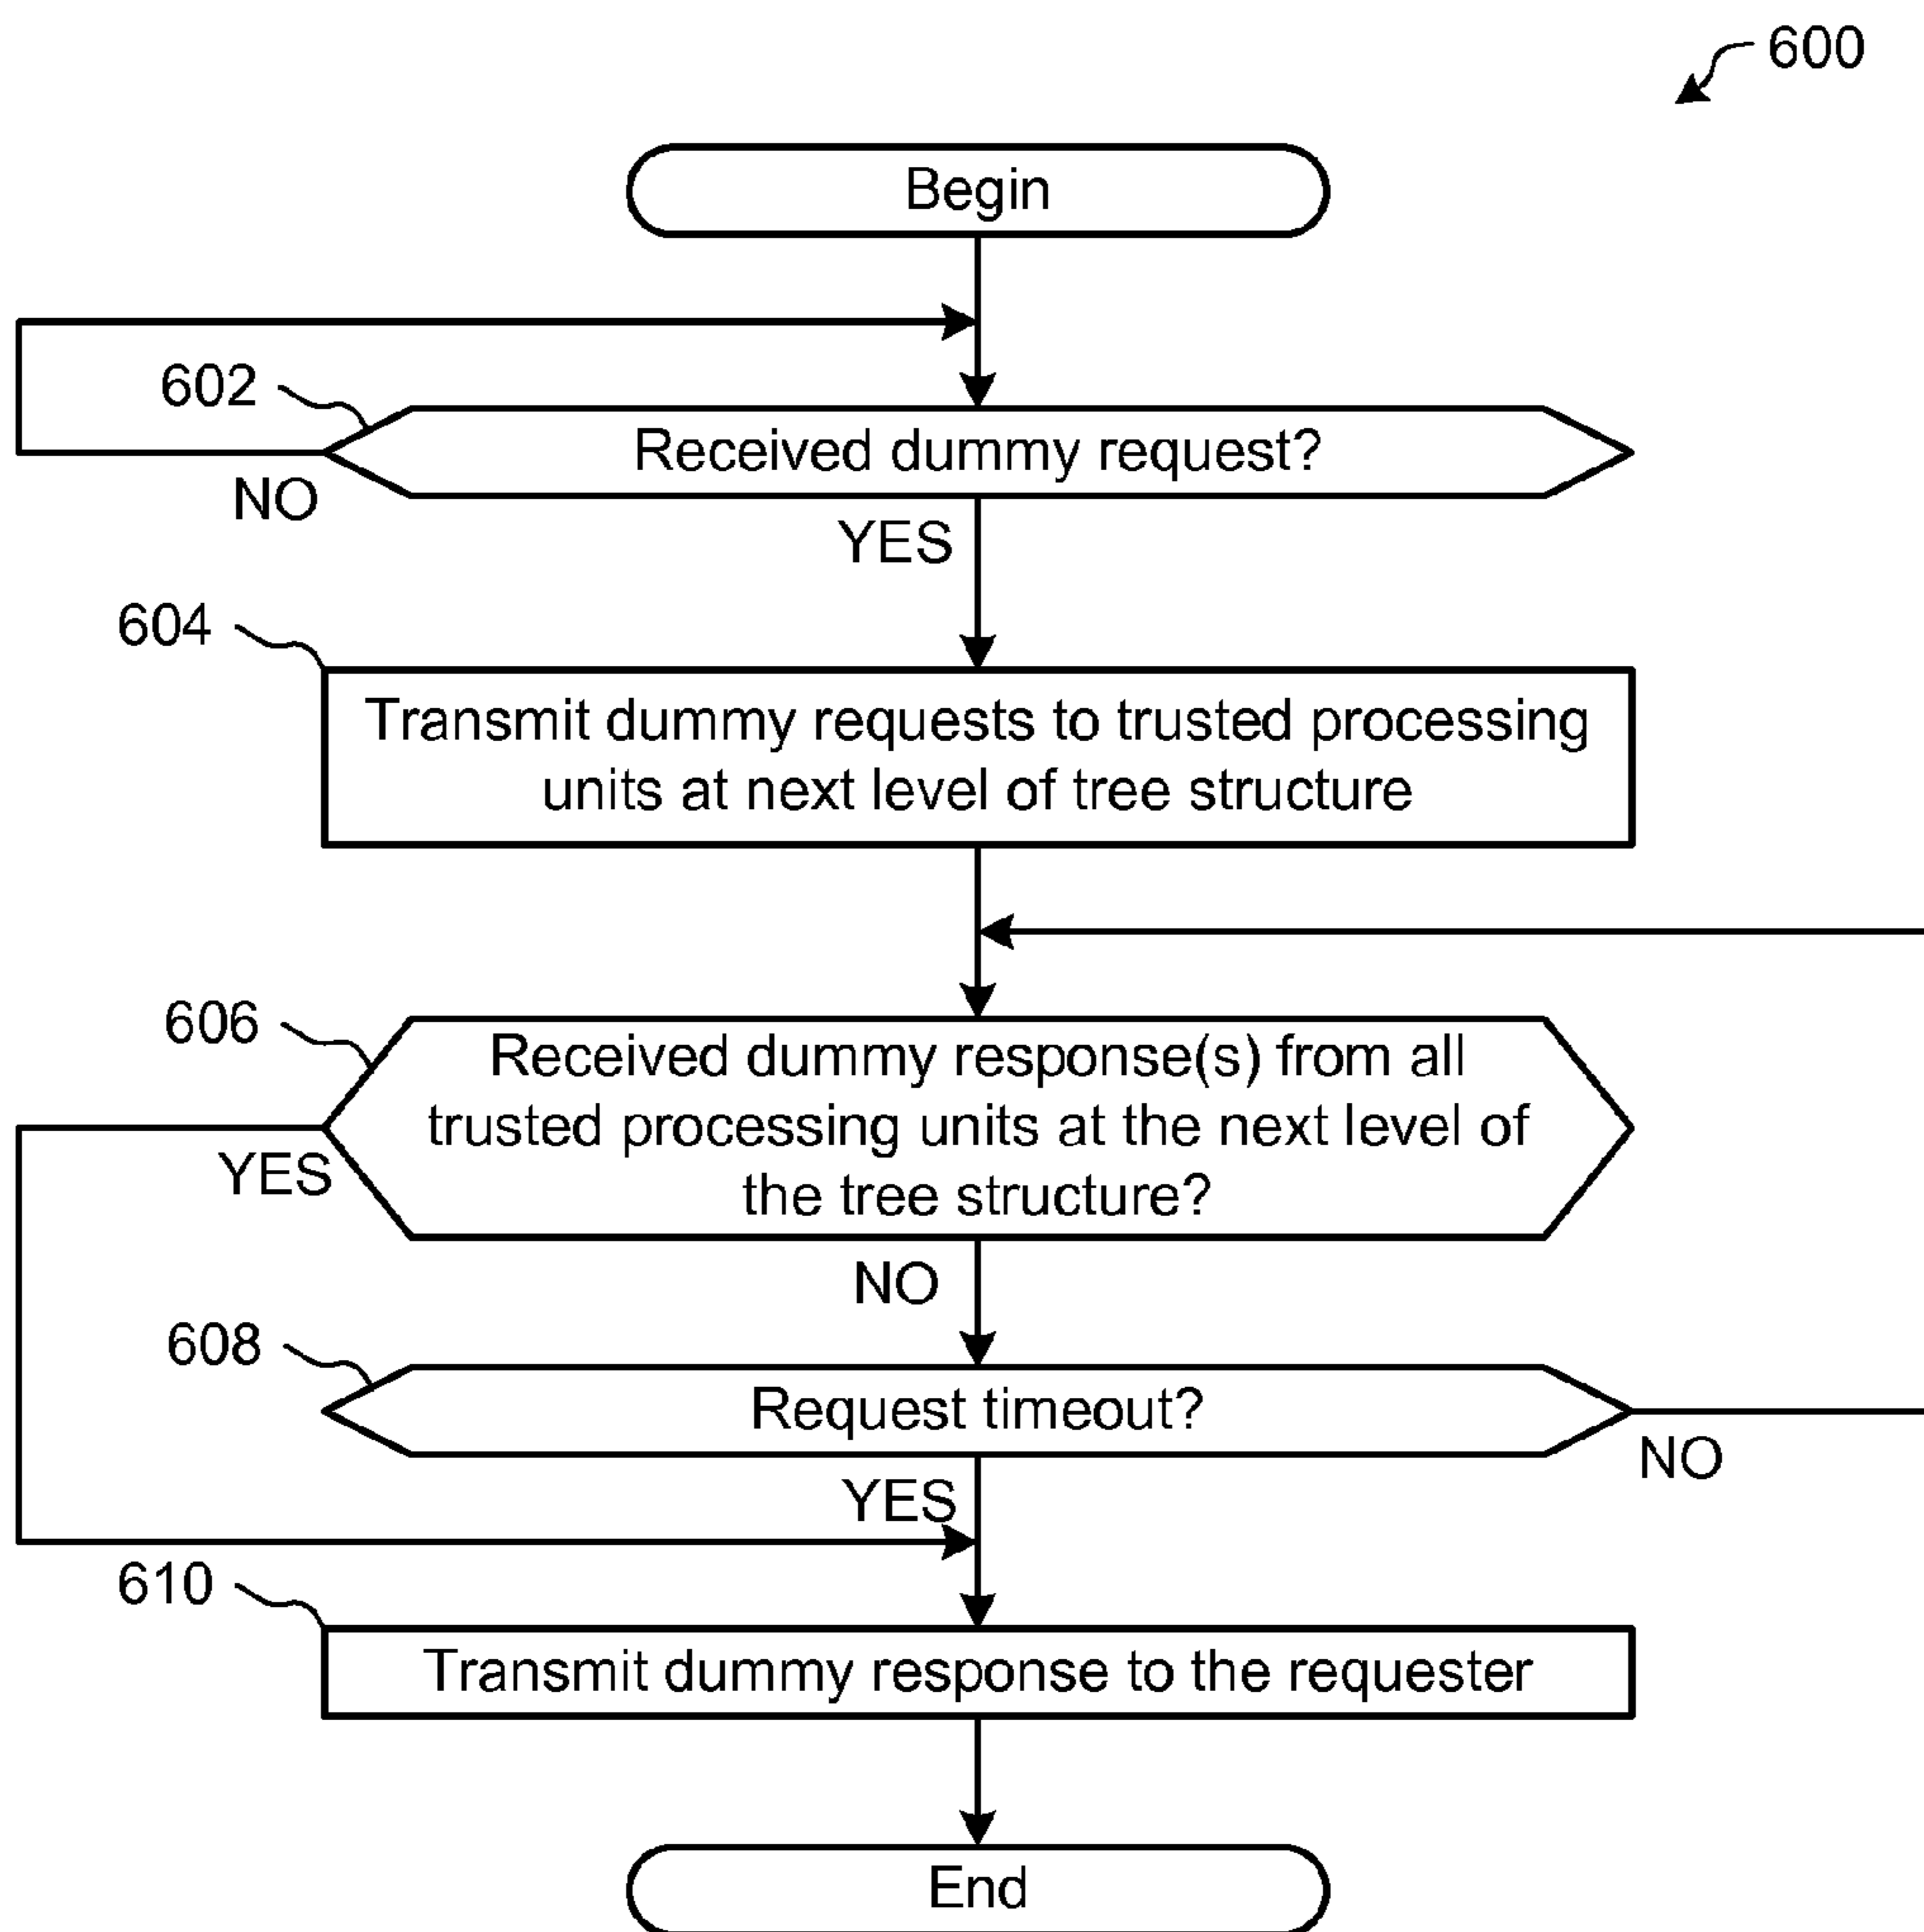 600
Begin
602
Received dummy request?
NO
YES
604
Transmit dummy requests to trusted processing
units at next level of tree structure
606
Received dummy response(s) from all
trusted processing units at the next level of
the tree structure?
YES
NO
608
Request timeout?
NO
YES
610
Transmit dummy response to the requester
End